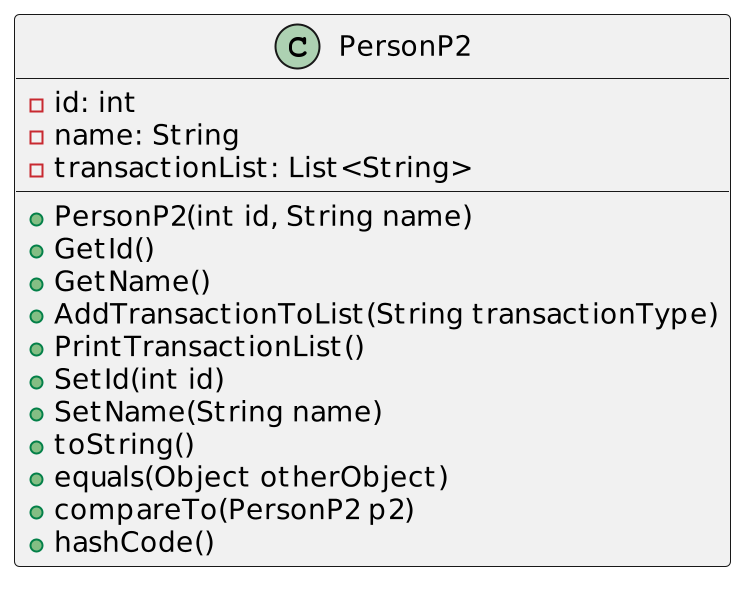 C PersonP2
id: int
name: String
transactionList: List<String>
PersonP2(int id, String name)
GetId()
GetName()
AddTransactionToList(String transactionType)
PrintTransactionList()
SetId(int id)
SetName(String name)
toString()
equals(Object otherObject)
compareTo(PersonP2 p2)
hashCode()